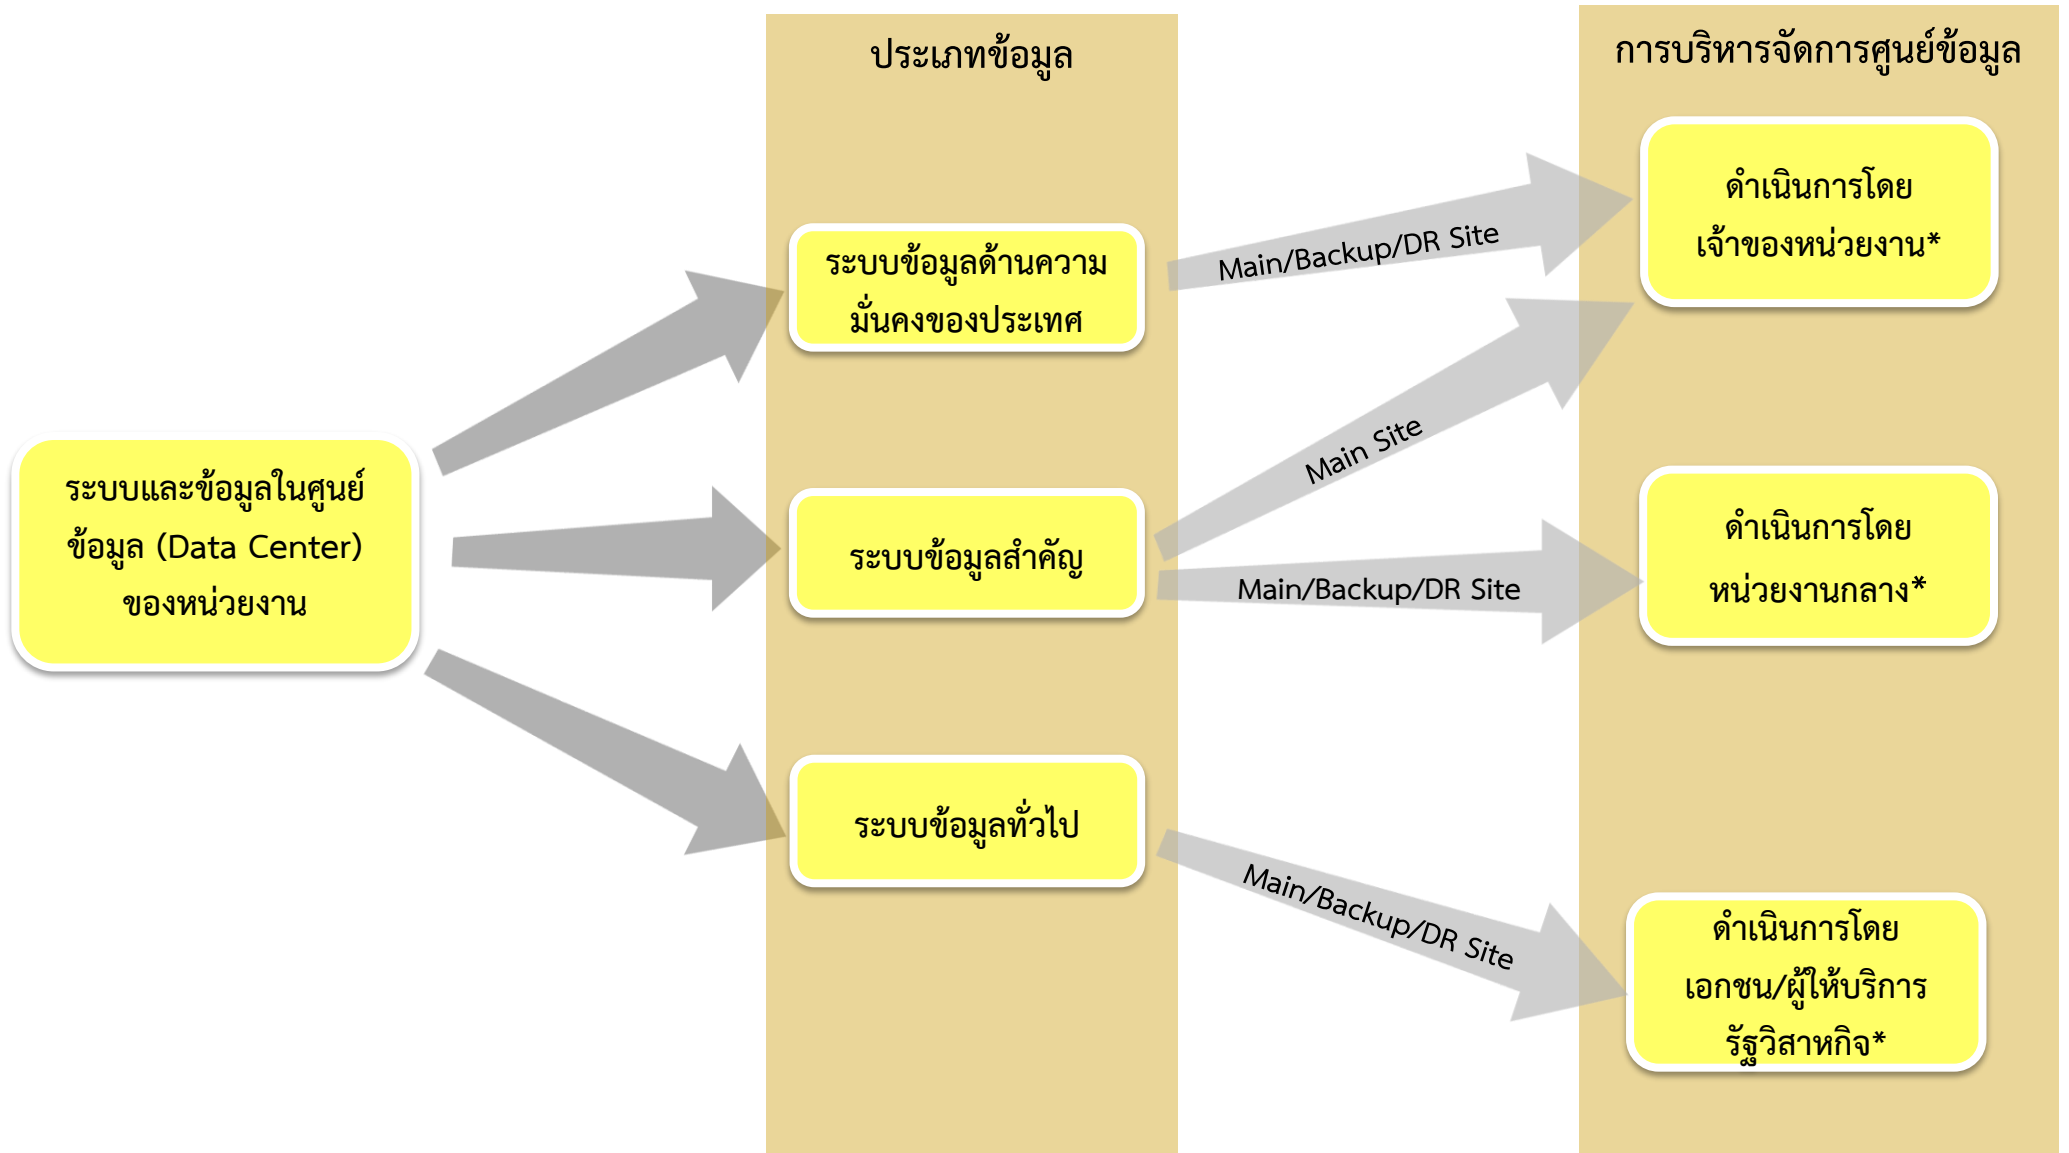 ประเภทข้อมูล
การบริหารจัดการศูนย์ข้อมูล
ระบบและข้อมูลในศูนย์
ข้อมูล (Data Center)
ของหน่วยงาน
ระบบข้อมูลด้านความ
มั่นคงของประเทศ
ระบบข้อมูลสำคัญ
ระบบข้อมูลทั่วไป
Main/Backup/DR Site
Main Site
Main/Backup/DR Site
Main/Backup/DR Site
ดำเนินการโดย
เจ้าของหน่วยงาน*
ดำเนินการโดย
หน่วยงานกลาง*
ดำเนินการโดย
เอกชน/ผู้ให้บริการ
รัฐวิสาหกิจ*